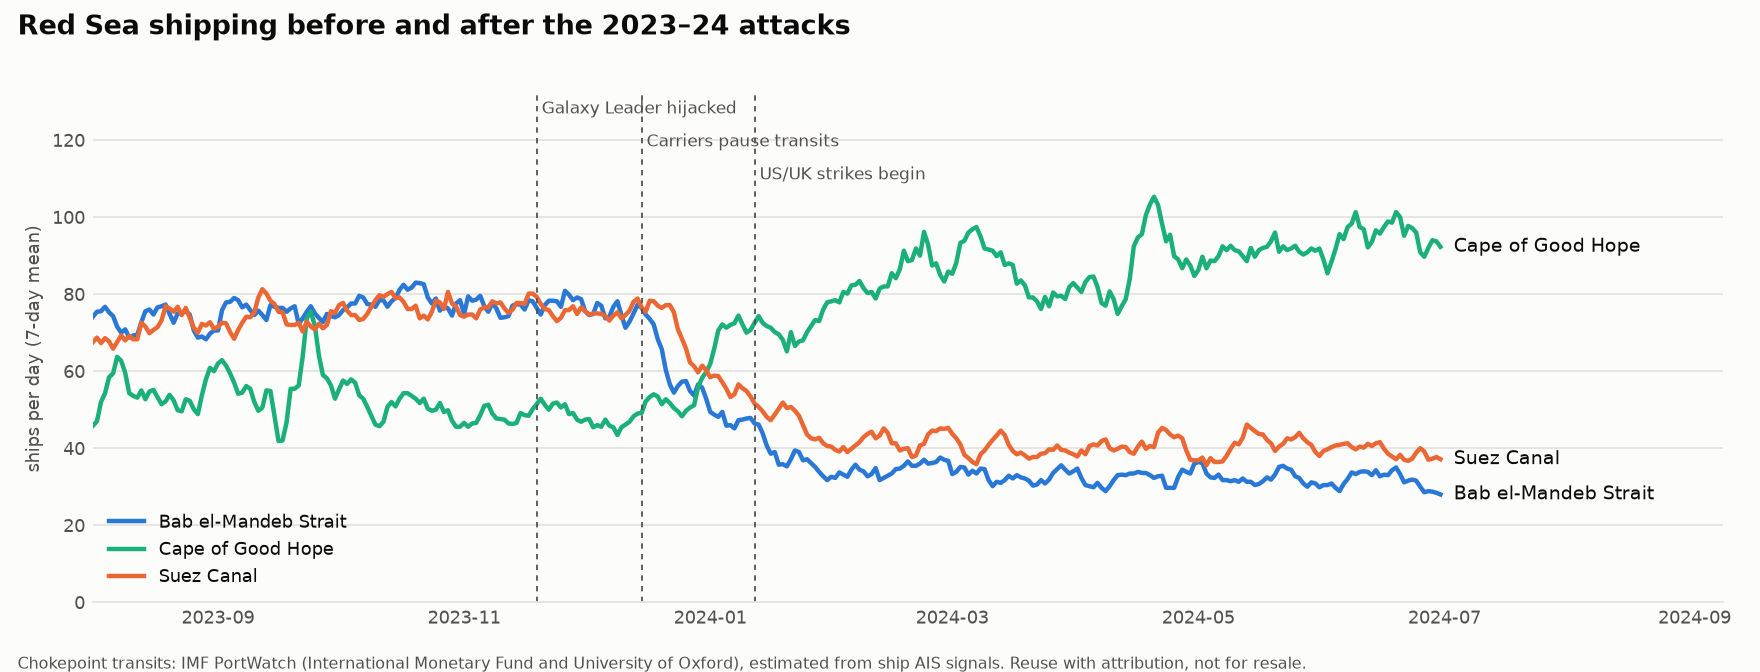 Red Sea shipping before and after the 2023–24 attacks
Galaxy Leader hijacked
Carriers pause transits
US/UK strikes begin
ships per day (7-day mean)
120
100
80
60
40
20
0
Cape of Good Hope
Suez Canal
Bab el-Mandeb Strait
Bab el-Mandeb Strait
Cape of Good Hope
Suez Canal
2023-09
2023-11
2024-01
2024-03
2024-05
2024-07
2024-09
Chokepoint transits: IMF PortWatch (International Monetary Fund and University of Oxford), estimated from ship AIS signals. Reuse with attribution, not for resale.